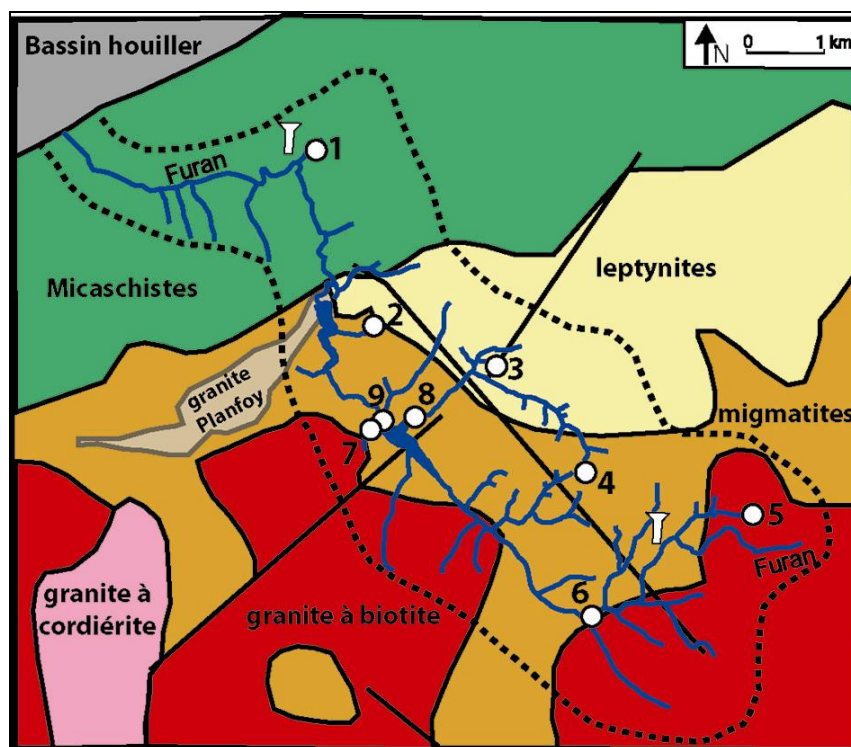 Bassin houiller
N
0 1 km
1
Furan
leptynites
Micaschistes
2
3
granite
Planfoy
9 8
migmatites
7
4
5
Furan
granite à
cordiérite
granite à biotite
6